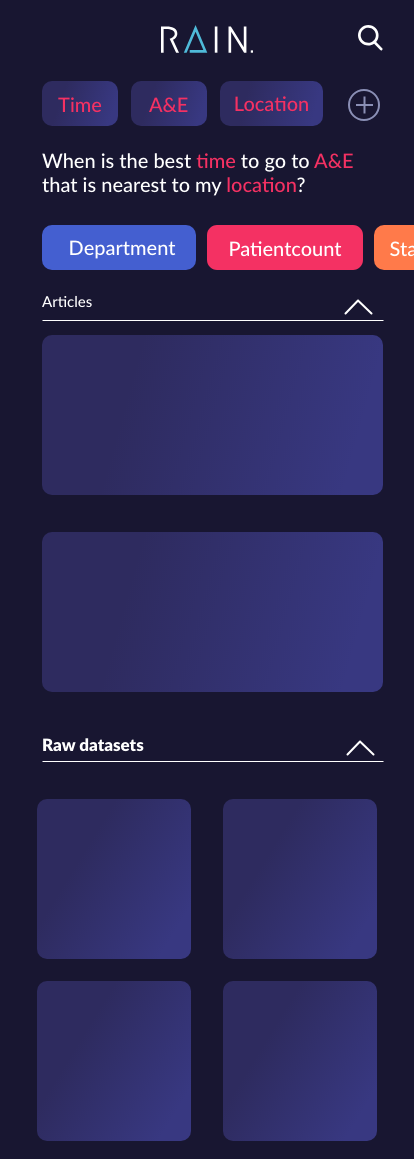 RAIN.
Time A&E Location
When is the best time to go to A&E
that is nearest to my location?
Department Patientcount Sta
Articles
Raw datasets